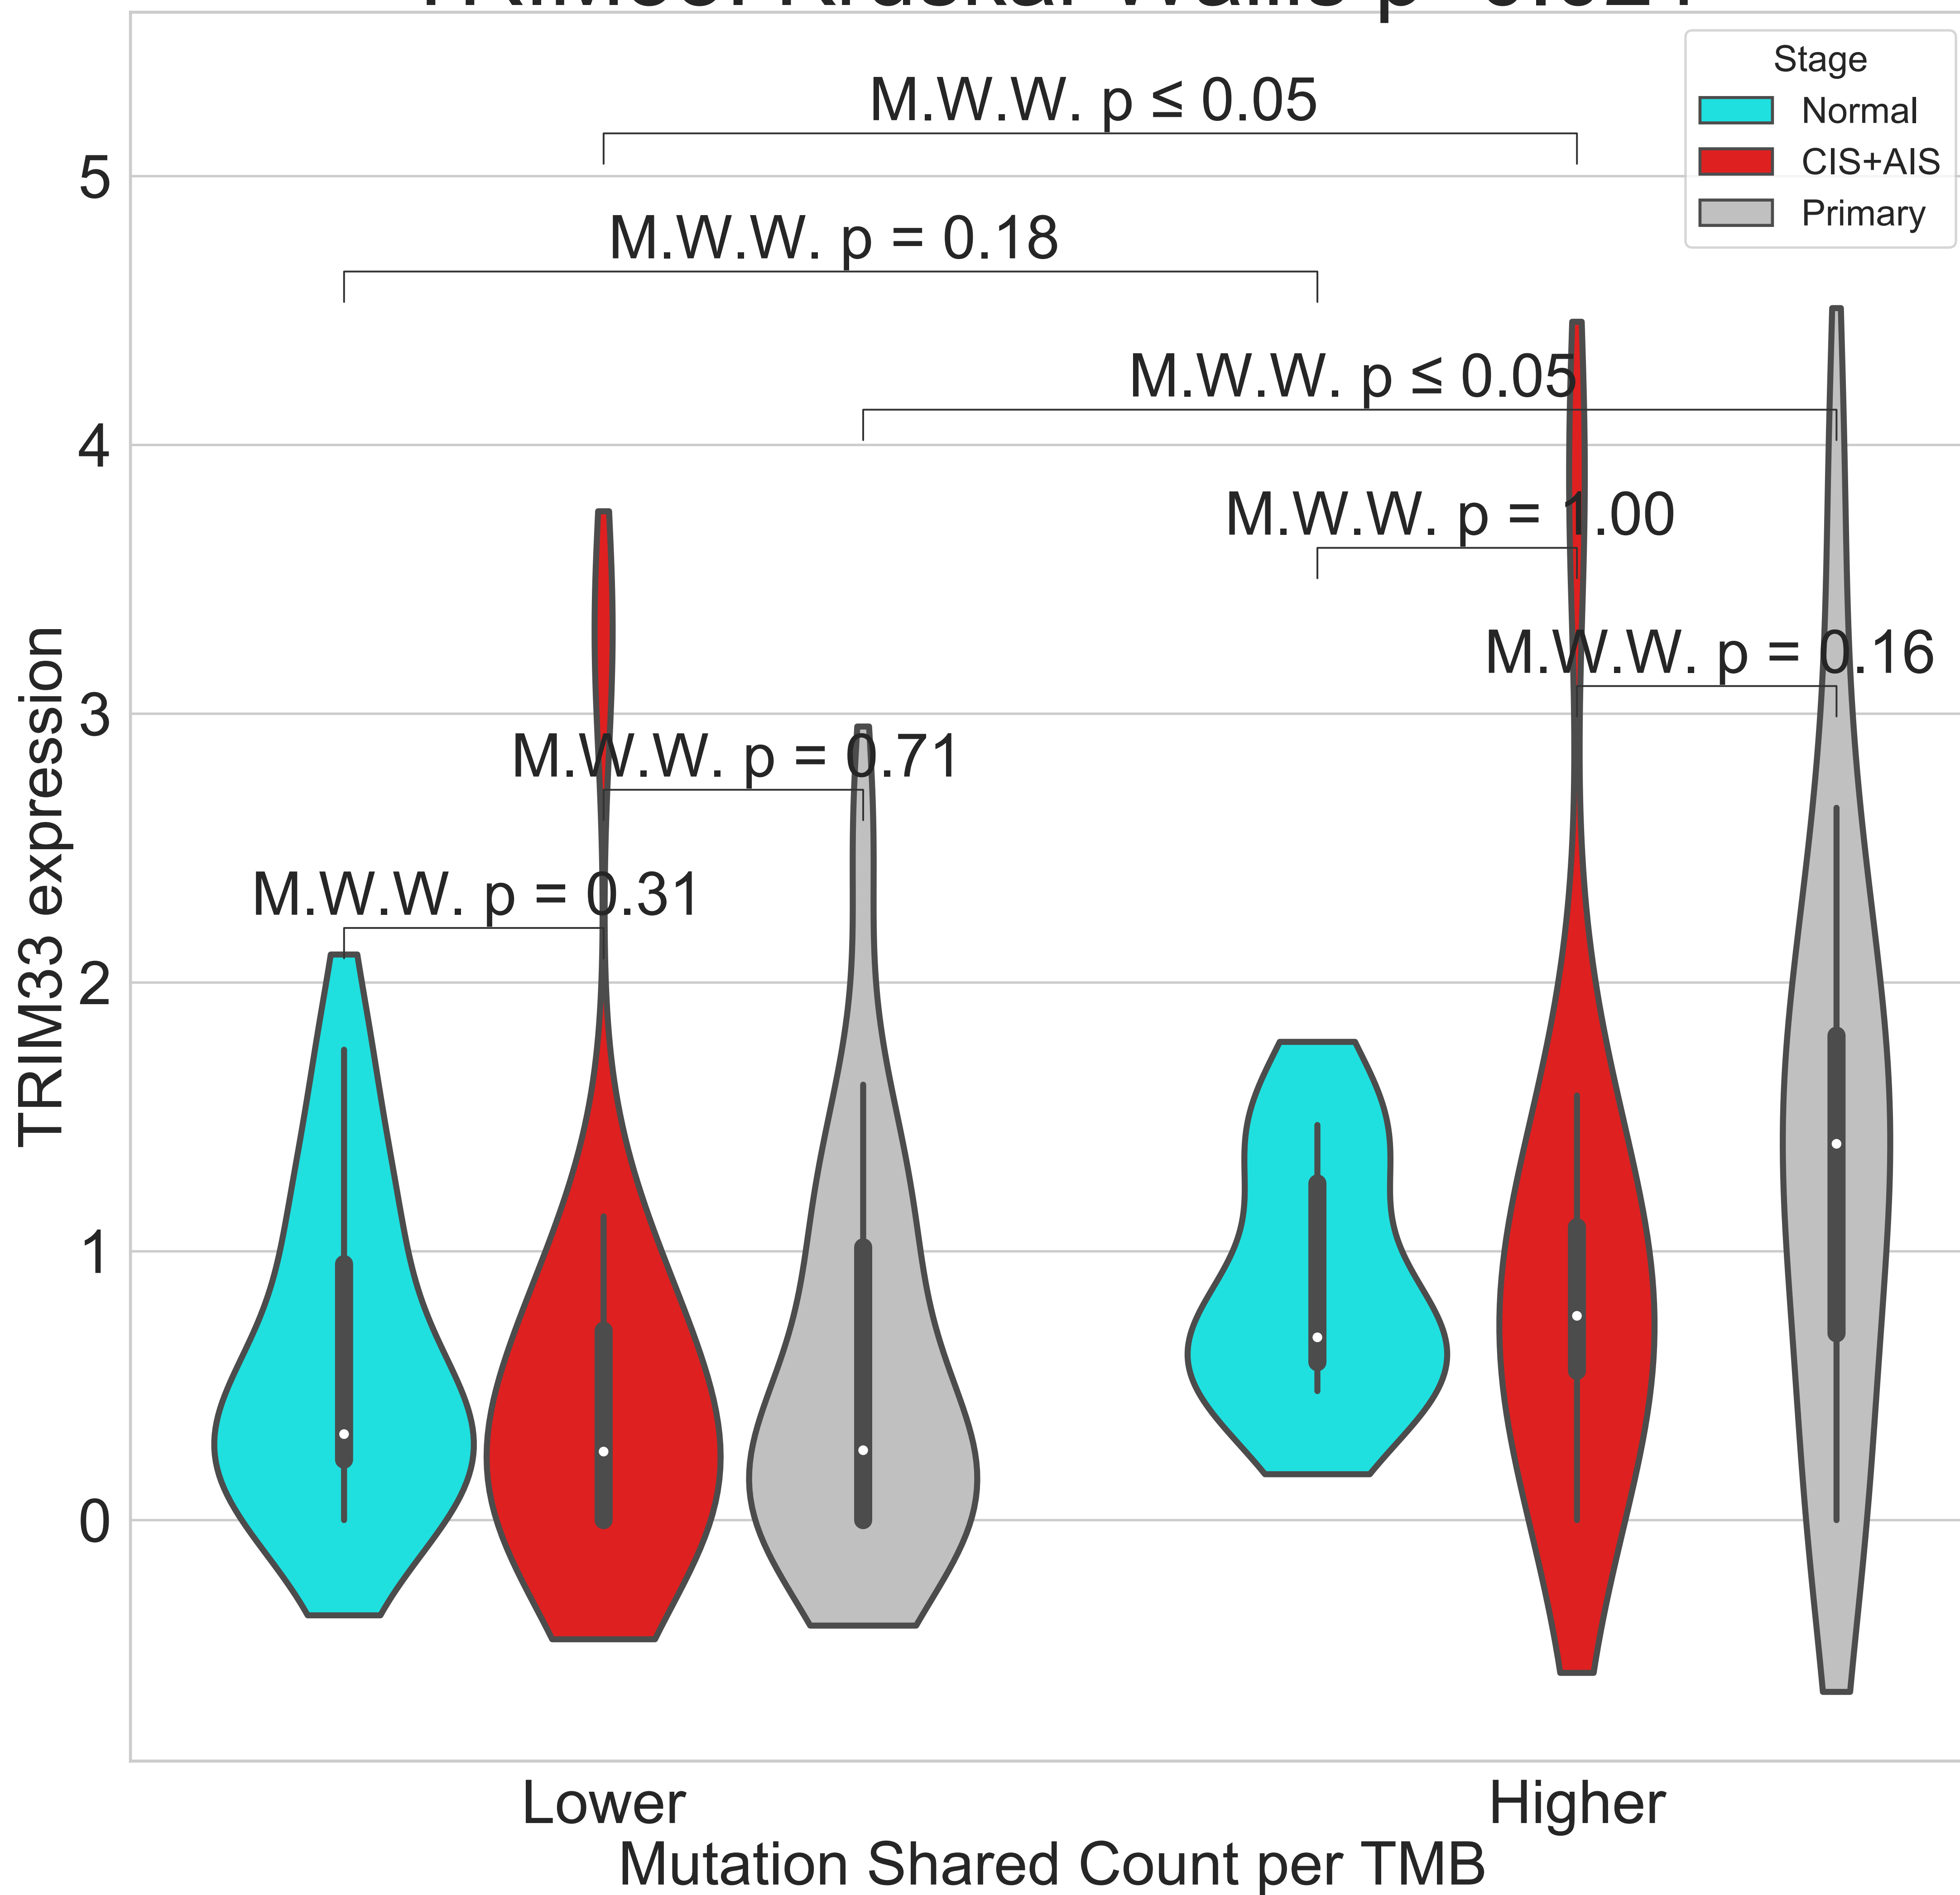 Stage
Normal
CIS+AIS
Primary
M.W.W. p ≤ 0.05
M.W.W. p = 0.18
M.W.W. p ≤ 0.05
M.W.W. p = 1.00
M.W.W. p = 0.16
M.W.W. p = 0.71
M.W.W. p = 0.31
TRIM33 expression
5
4
3
2
1
0
Lower
Higher
Mutation Shared Count per TMB